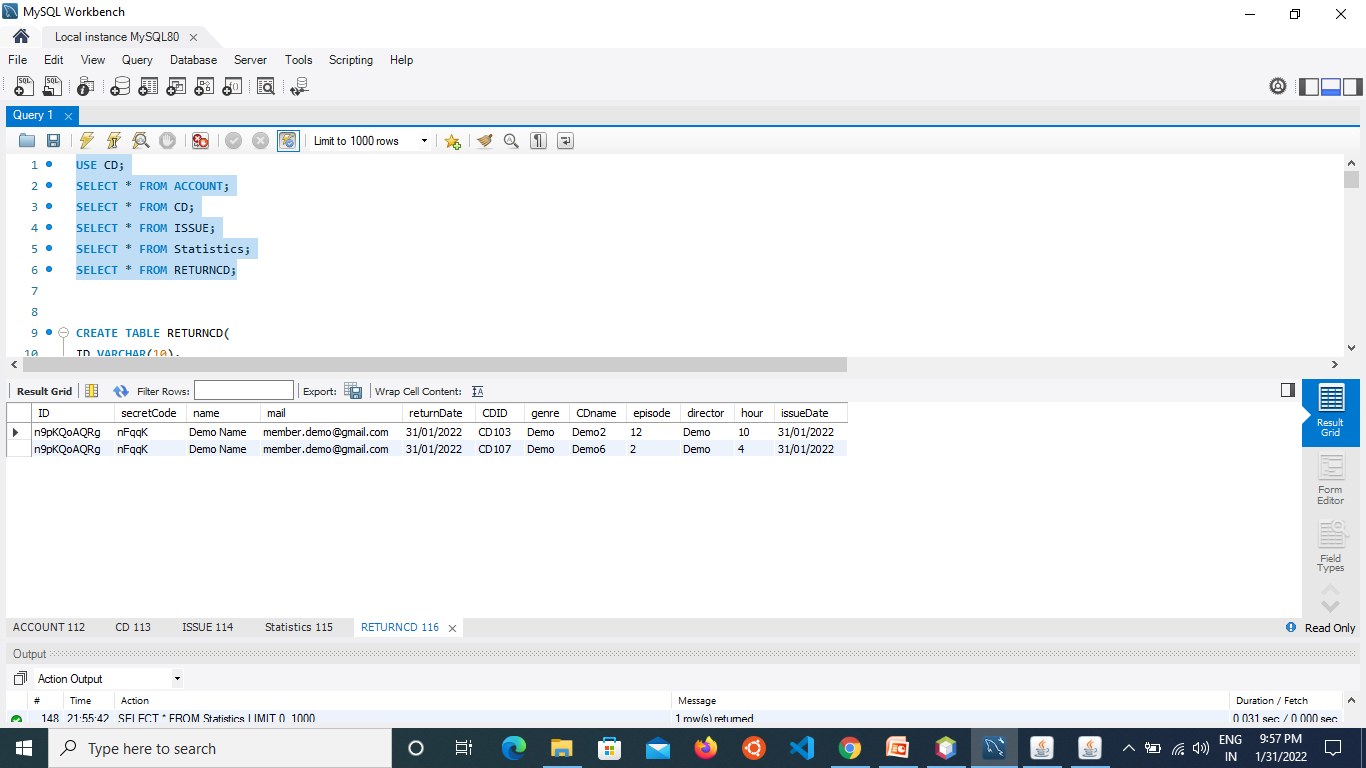 MySQL Workbench
Local instance MySQL80
File Edit View Query Database Server Tools Scripting Help
Query 1
Limit to 1000 rows
1 USE CD;
2 SELECT * FROM ACCOUNT;
3 SELECT * FROM CD;
4 SELECT * FROM ISSUE;
5 SELECT * FROM Statistics;
6 SELECT * FROM RETURNCD;
7
8
9 CREATE TABLE RETURNCD(
10 ID VARCHAR(10),
Result Grid Filter Rows: Export: Wrap Cell Content:
ID secretCode name mail returnDate CDID genre CDname episode director hour issueDate
n9pKQoAQRg nFqqK Demo Name member.demo@gmail.com 31/01/2022 CD103 Demo Demo2 12 Demo 10 31/01/2022
n9pKQoAQRg nFqqK Demo Name member.demo@gmail.com 31/01/2022 CD107 Demo Demo6 2 Demo 4 31/01/2022
Result
Grid
Form
Editor
Field
Types
ACCOUNT 112 CD 113 ISSUE 114 Statistics 115 RETURNCD 116 Read Only
Output
Action Output
# Time Action Message Duration / Fetch
148 21:55:42 SELECT * FROM Statistics LIMIT 0, 1000 1 row(s) returned 0.031 sec / 0.000 sec
Type here to search
ENG
IN
9:57 PM
1/31/2022